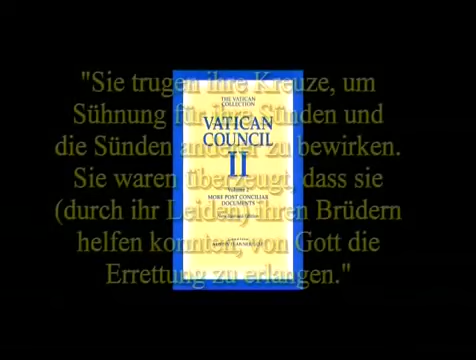 "Sie trugen ihre Kreuze, um
Sühnung für ihre Sünden und
die Sünden anderer zu bewirken.
Sie waren überzeugt, dass sie
(durch ihr Leiden) ihren Brüdern
helfen konnten, von Gott die
Errettung zu erlangen."
THE VATICAN
COLLECTION
VATICAN
COUNCIL
II
Volume 2
MORE POST CONCILIAR
DOCUMENTS